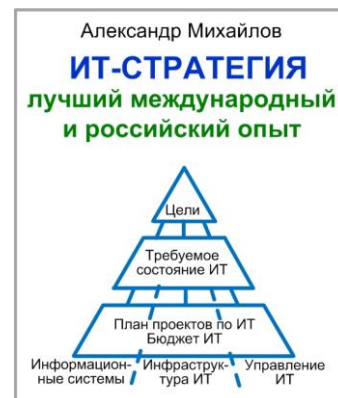 Александр Михайлов
ИТ-СТРАТЕГИЯ
лучший международный
и российский опыт
Цели
Требуемое
состояние ИТ
План проектов по ИТ
Бюджет ИТ
Информацион-
ные системы
Инфраструк-
тура ИТ
Управление
ИТ